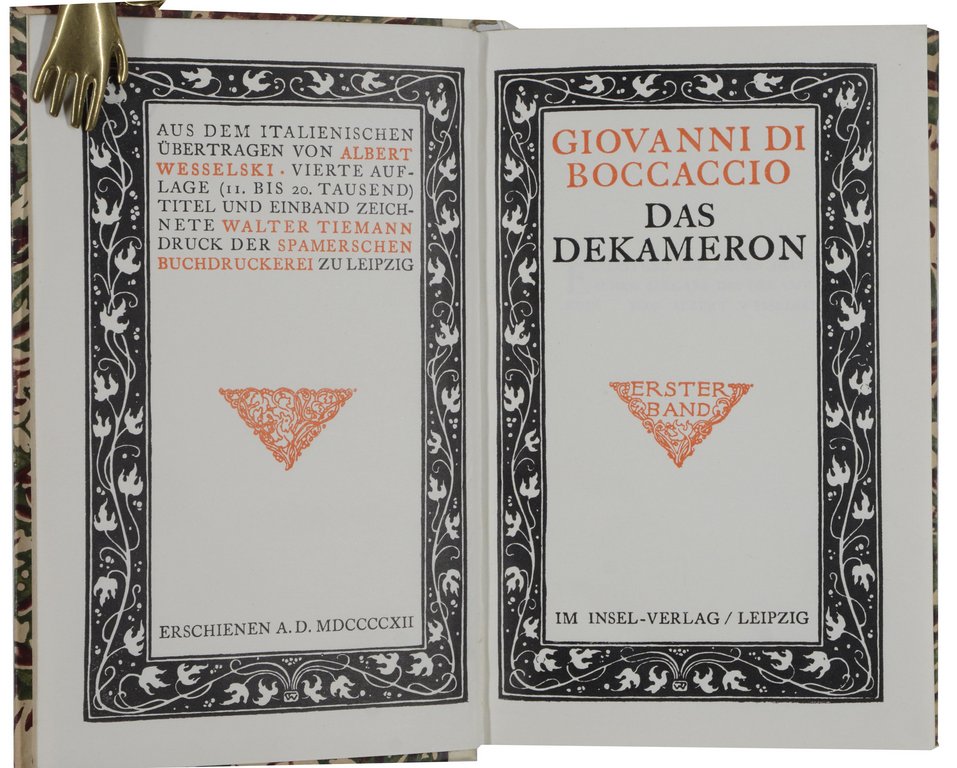 AUS DEM ITALIENISCHEN
ÜBERTRAGEN VON ALBERT
WESSELSKI · VIERTE AUF-
LAGE (11. BIS 20. TAUSEND)
TITEL UND EINBAND ZEICH-
NETE WALTER TIEMANN
DRUCK DER SPAMERSCHEN
BUCHDRUCKEREI ZU LEIPZIG
ERSCHIENEN A. D. MDCCCCXII
GIOVANNI DI
BOCCACCIO
DAS
DEKAMERON
ERSTER
BAND
IM INSEL-VERLAG / LEIPZIG